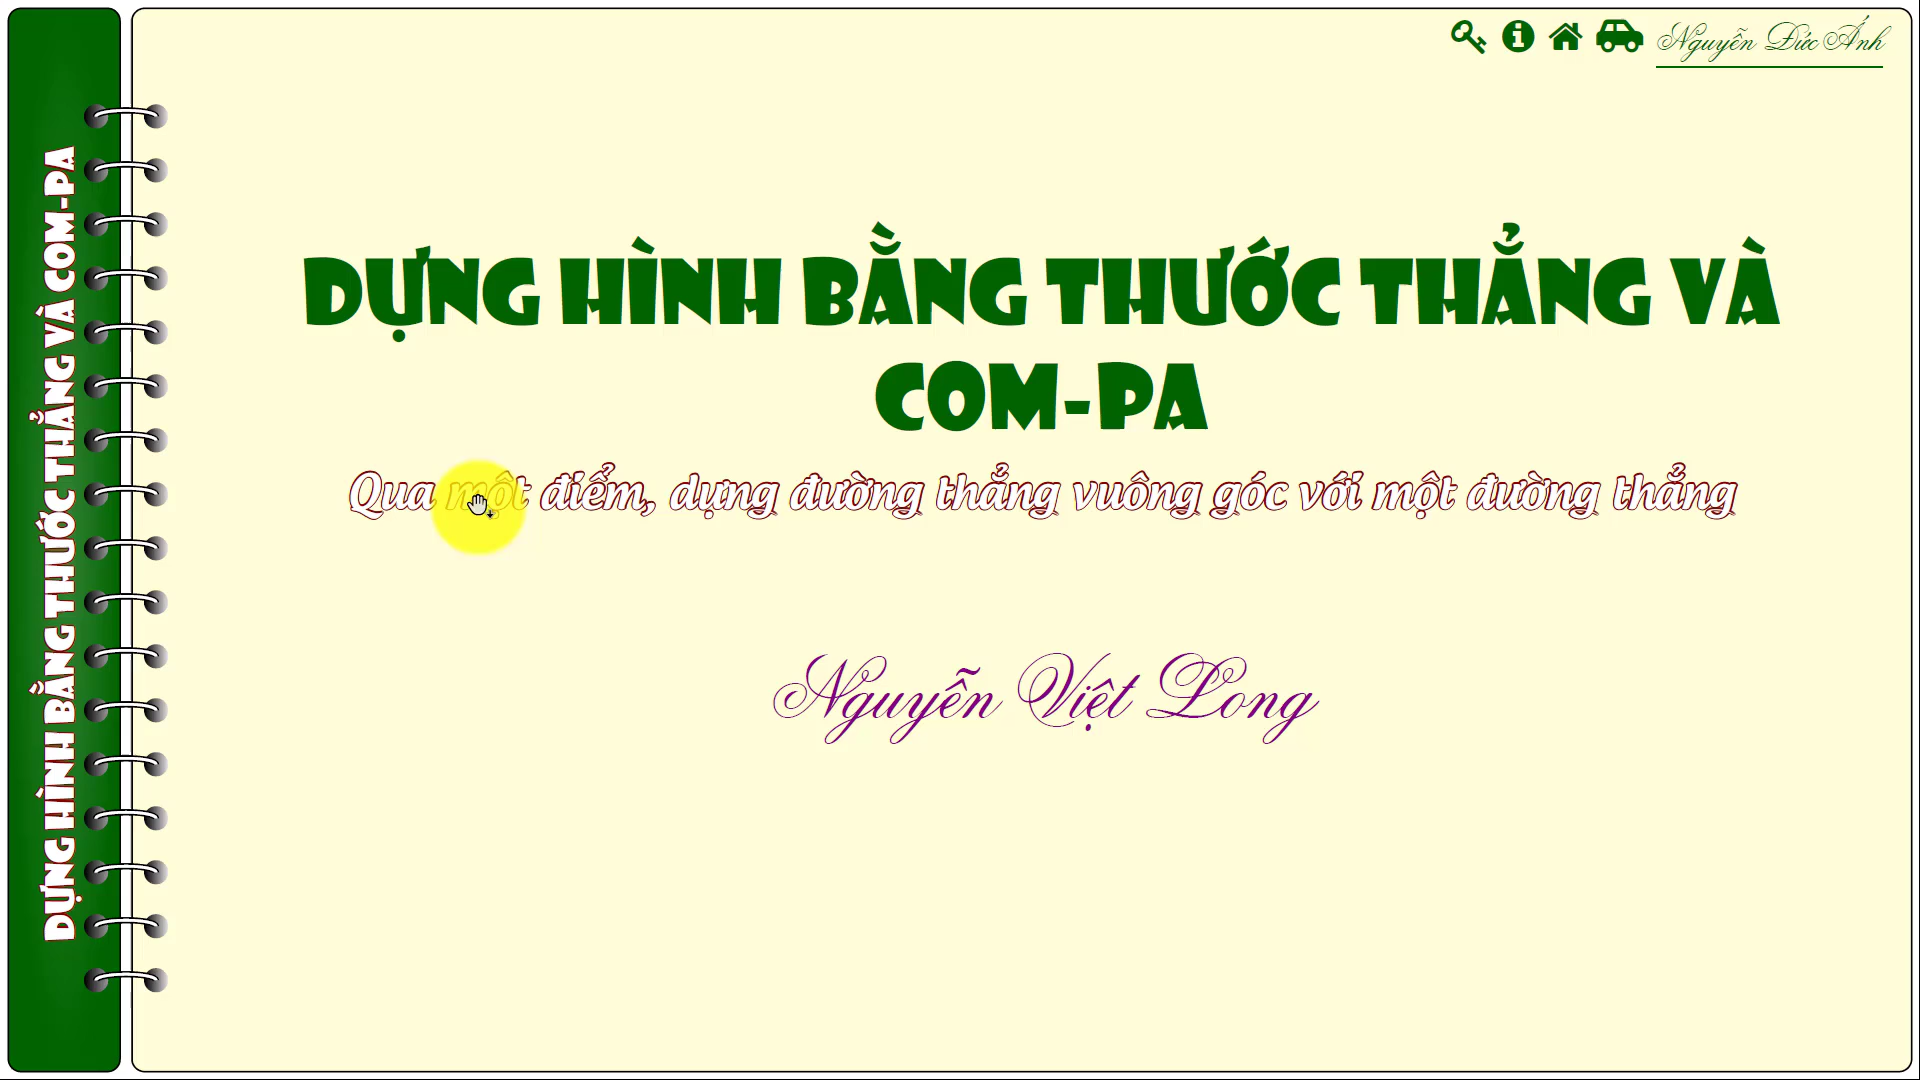 Nguyễn Đức Ánh
DỰNG HÌNH BẰNG THƯỚC THẲNG VÀ COM-PA
DỰNG HÌNH BẰNG THƯỚC THẲNG VÀ
COM-PA
Qua một điểm, dựng đường thẳng vuông góc với một đường thẳng
Nguyễn Việt Long